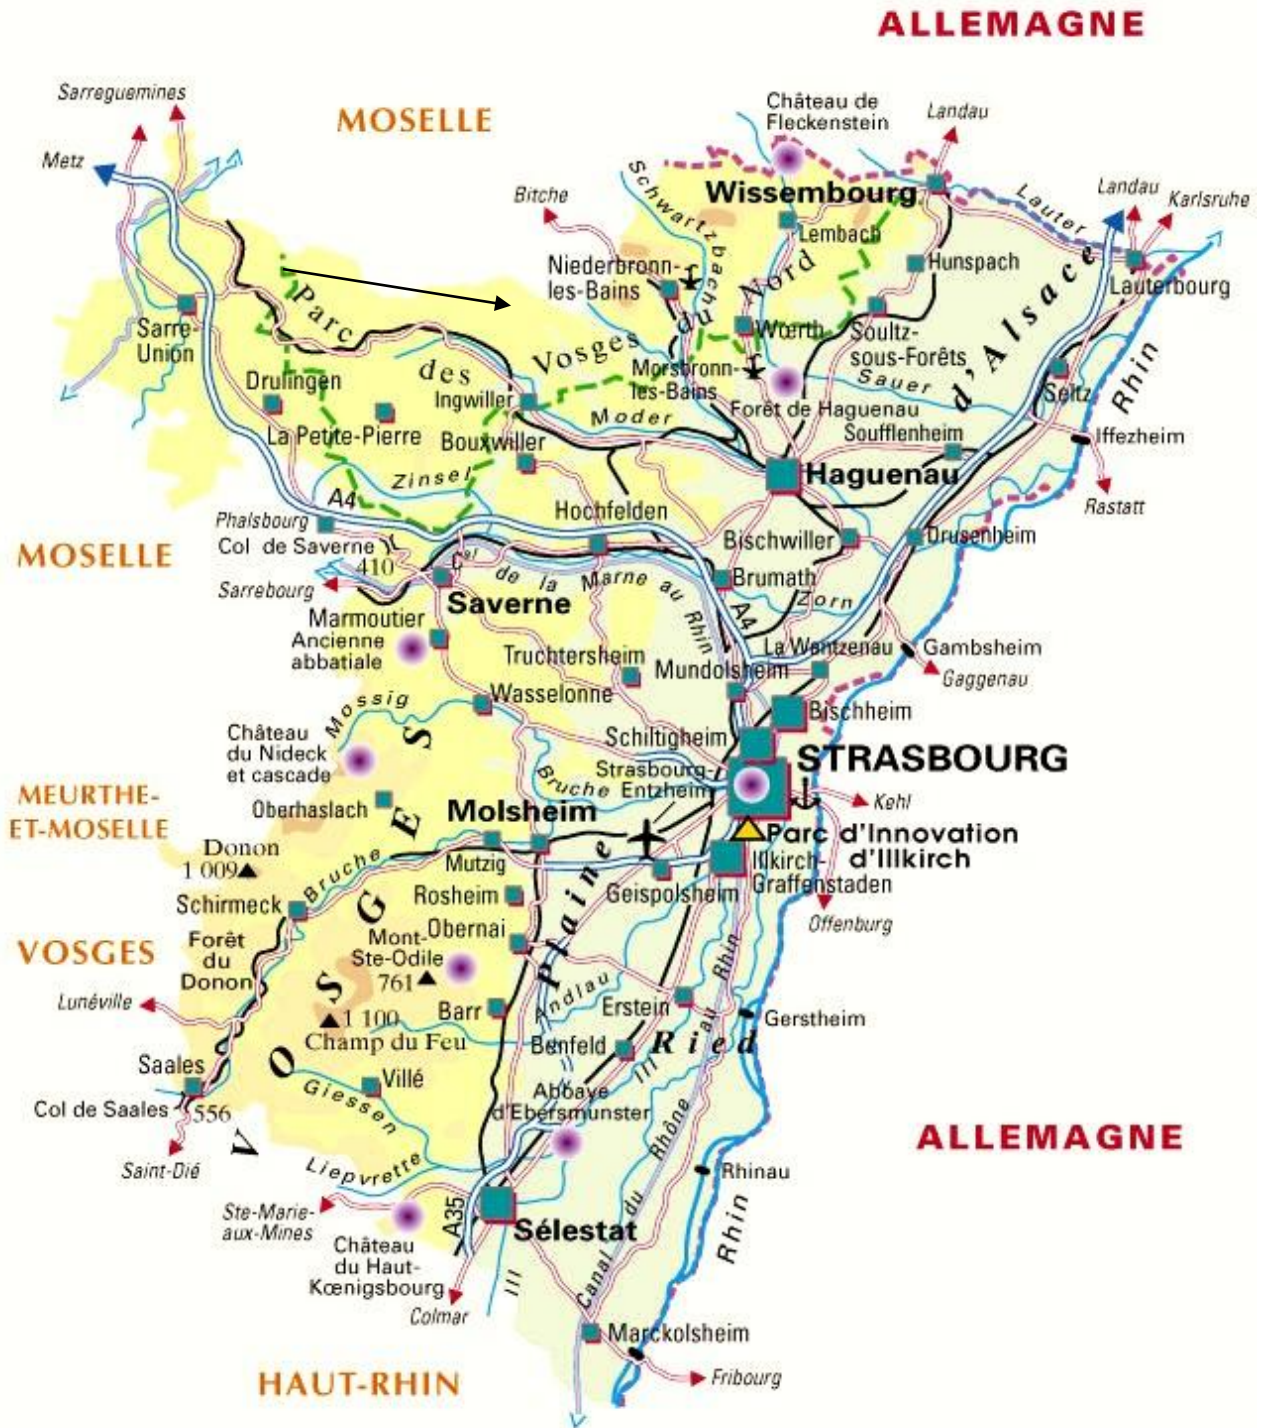 ALLEMAGNE
Sarreguemines
MOSELLE
Château de
Fleckenstein
Landau
Metz
Bitche
Schwartzbach
Wissembourg
Lauter
Landau
Karlsruhe
Lembach
Niederbronn-
les-Bains
Hunspach
Lauterbourg
Parc
des
Vosges
du
Nord
Sarre-
Union
Wœrth
Soultz-
sous-Forêts
Plaine
d'Alsace
Rhin
Drulingen
Morsbronn-
les-Bains
Sauer
Seltz
Ingwiller
Moder
Forêt de Haguenau
La Petite-Pierre
Bouxwiller
Soufflenheim
Iffezheim
Zinsel
Haguenau
Rastatt
A4
Hochfelden
Phalsbourg
Col de Saverne
410
MOSELLE
Bischwiller
Drusenheim
Sarrebourg
Cal de la Marne au Rhin
Brumath
Zorn
A4
Saverne
Marmoutier
Ancienne
abbatiale
Truchtersheim
La Wantzenau
Gambsheim
Mundolsheim
Gaggenau
Mossig
Wasselonne
Bischheim
Château
du Nideck
et cascade
Schiltigheim
STRASBOURG
Strasbourg-
Entzheim
Bruche
MEURTHE-
ET-MOSELLE
Oberhaslach
Molsheim
Kehl
Parc d'Innovation
d'Illkirch
Donon
1 009
Bruche
Mutzig
Illkirch-
Graffenstaden
Geispolsheim
Schirmeck
Rosheim
Offenburg
VOSGES
Forêt
du
Donon
Obernai
Mont-
Ste-Odile
761
Lunéville
Andlau
Erstein
Barr
1 100
Champ du Feu
Gerstheim
Benfeld
Ried
Saales
Villé
Ill
Col de Saales
556
Giessen
Abbaye
d'Ebersmunster
ALLEMAGNE
VOSGES
Saint-Dié
Liepvrette
Rhinau
Canal du Rhône au Rhin
Ste-Marie-
aux-Mines
A35
Sélestat
Rhin
Château
du Haut-
Kœnigsbourg
Ill
Colmar
Marckolsheim
HAUT-RHIN
Fribourg